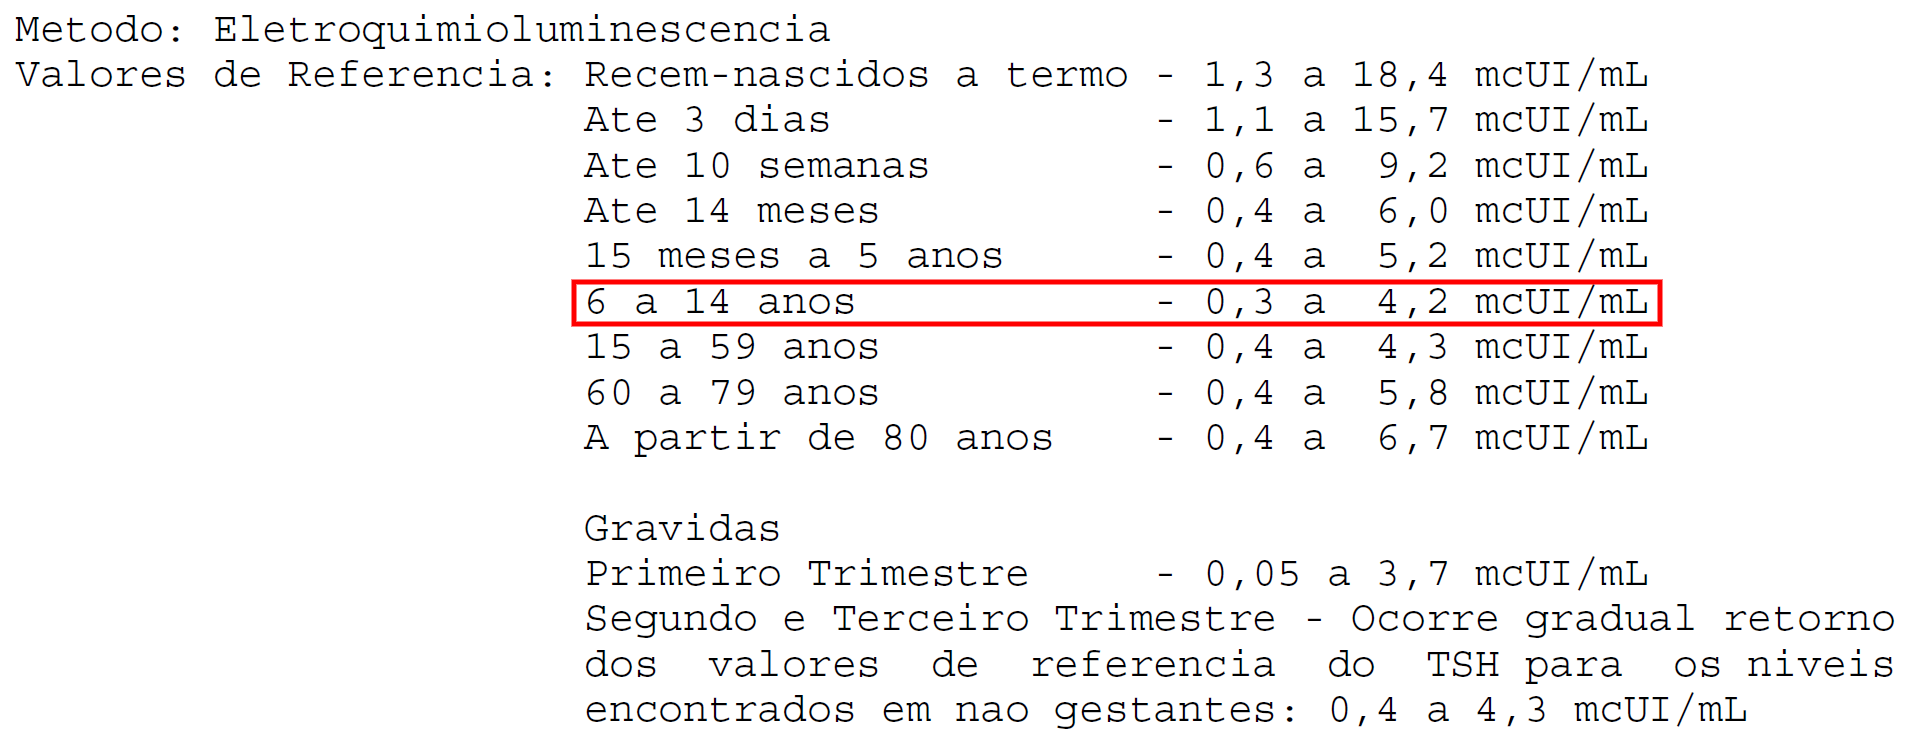 Metodo: Eletroquimioluminescencia
Valores de Referencia: Recem-nascidos a termo - 1,3 a 18,4 mcUI/mL
Ate 3 dias - 1,1 a 15,7 mcUI/mL
Ate 10 semanas - 0,6 a 9,2 mcUI/mL
Ate 14 meses - 0,4 a 6,0 mcUI/mL
15 meses a 5 anos - 0,4 a 5,2 mcUI/mL
6 a 14 anos - 0,3 a 4,2 mcUI/mL
15 a 59 anos - 0,4 a 4,3 mcUI/mL
60 a 79 anos - 0,4 a 5,8 mcUI/mL
A partir de 80 anos - 0,4 a 6,7 mcUI/mL
Gravidas
Primeiro Trimestre - 0,05 a 3,7 mcUI/mL
Segundo e Terceiro Trimestre - Ocorre gradual retorno
dos valores de referencia do TSH para os niveis
encontrados em nao gestantes: 0,4 a 4,3 mcUI/mL